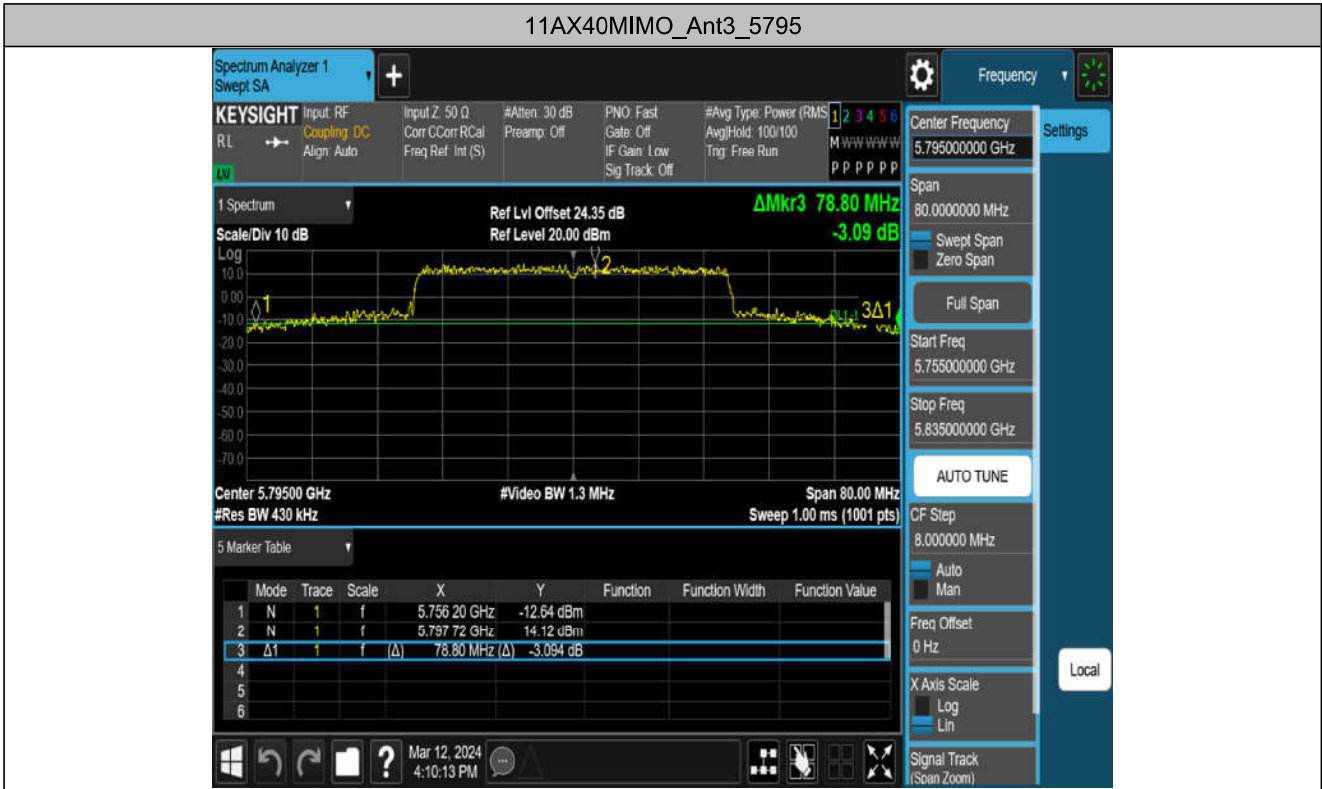 11AX40MIMO_Ant3_5795
Spectrum Analyzer 1
Swept SA
+
Frequency
KEYSIGHT
RL
Input: RF
Coupling: DC
Align: Auto
Input Z: 50 Ω
Corr CCorr RCal
Freq Ref: Int (S)
#Atten: 30 dB
Preamp: Off
PNO: Fast
Gate: Off
IF Gain: Low
Sig Track: Off
#Avg Type: Power (RMS
Avg|Hold: 100/100
Trig: Free Run
1 2 3 4 5 6
M W W W W W
P P P P P P
1 Spectrum
Scale/Div 10 dB
Ref Lvl Offset 24.35 dB
Ref Level 20.00 dBm
ΔMkr3 78.80 MHz
-3.09 dB
Log
10.0
0.00
-10.0
-20.0
-30.0
-40.0
-50.0
-60.0
-70.0
1
2
3Δ1
Center 5.79500 GHz
#Video BW 1.3 MHz
Span 80.00 MHz
#Res BW 430 kHz
Sweep 1.00 ms (1001 pts)
5 Marker Table
Mode Trace Scale X Y Function Function Width Function Value
1 N 1 f 5.756 20 GHz -12.64 dBm
2 N 1 f 5.797 72 GHz 14.12 dBm
3 Δ1 1 f (Δ) 78.80 MHz (Δ) -3.094 dB
4
5
6
Mar 12, 2024
4:10:13 PM
?
Center Frequency
5.795000000 GHz
Settings
Span
80.0000000 MHz
Swept Span
Zero Span
Full Span
Start Freq
5.755000000 GHz
Stop Freq
5.835000000 GHz
AUTO TUNE
CF Step
8.000000 MHz
Auto
Man
Freq Offset
0 Hz
Local
X Axis Scale
Log
Lin
Signal Track
(Span Zoom)